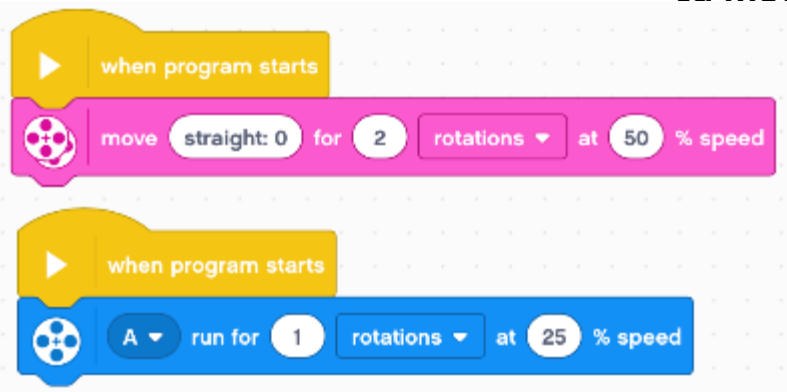 when program starts
move straight: 0 for 2 rotations at 50 % speed
when program starts
A run for 1 rotations at 25 % speed